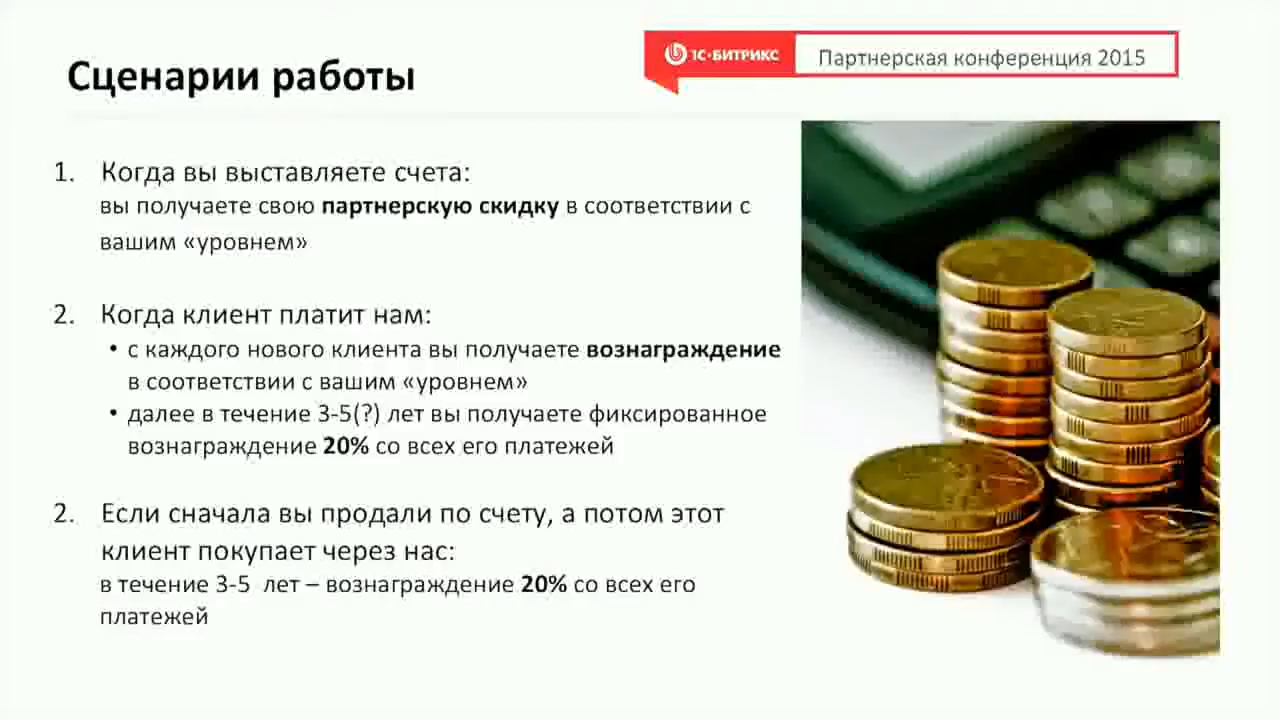 Сценарии работы
1С-БИТРИКС
Партнерская конференция 2015
1. Когда вы выставляете счета:
вы получаете свою партнерскую скидку в соответствии с
вашим «уровнем»
2. Когда клиент платит нам:
• с каждого нового клиента вы получаете вознаграждение
в соответствии с вашим «уровнем»
• далее в течение 3-5(?) лет вы получаете фиксированное
вознаграждение 20% со всех его платежей
2. Если сначала вы продали по счету, а потом этот
клиент покупает через нас:
в течение 3-5 лет – вознаграждение 20% со всех его
платежей